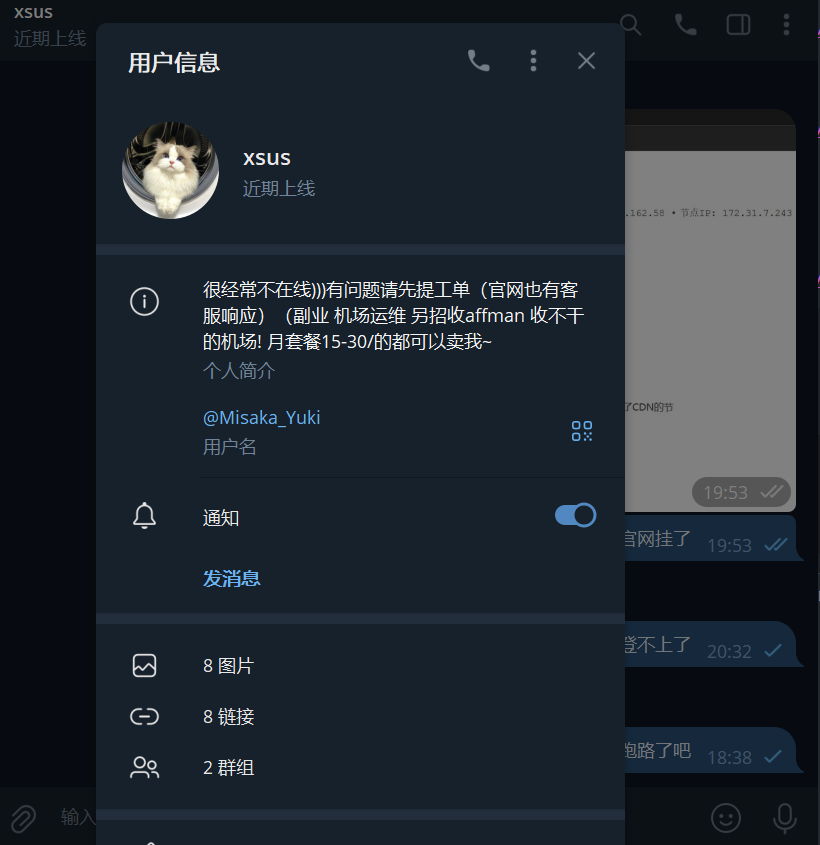 xsus
近期上线
用户信息
xsus
近期上线
.162.58 • 节点IP: 172.31.7.243
很经常不在线)))有问题请先提工单（官网也有客
服响应）（副业 机场运维 另招收affman 收不干
的机场! 月套餐15-30/的都可以卖我~
个人简介
了CDN的节
@Misaka_Yuki
用户名
19:53
通知
官网挂了 19:53
发消息
登不上了 20:32
8 图片
8 链接
跑路了吧 18:38
2 群组
输入